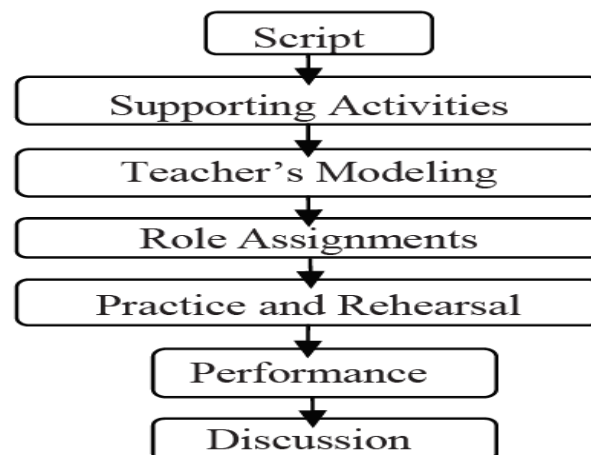 Script
Supporting Activities
Teacher’s Modeling
Role Assignments
Practice and Rehearsal
Performance
Discussion